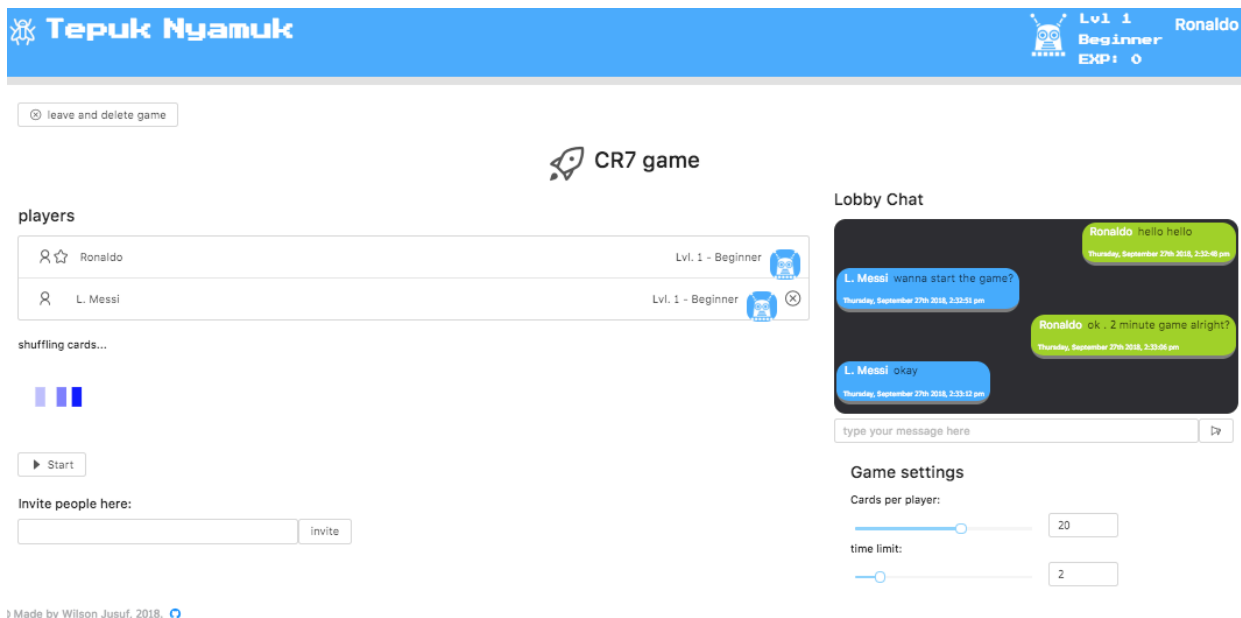 Tepuk Nyamuk
Lvl 1
Beginner
EXP: 0
Ronaldo
leave and delete game
CR7 game
players
Ronaldo
Lvl. 1 - Beginner
L. Messi
Lvl. 1 - Beginner
shuffling cards...
Start
Invite people here:
invite
Lobby Chat
Ronaldo hello hello
Thursday, September 27th 2018, 2:32:48 pm
L. Messi wanna start the game?
Thursday, September 27th 2018, 2:32:51 pm
Ronaldo ok . 2 minute game alright?
Thursday, September 27th 2018, 2:33:06 pm
L. Messi okay
Thursday, September 27th 2018, 2:33:12 pm
type your message here
Game settings
Cards per player:
20
time limit:
2
Made by Wilson Jusuf. 2018.